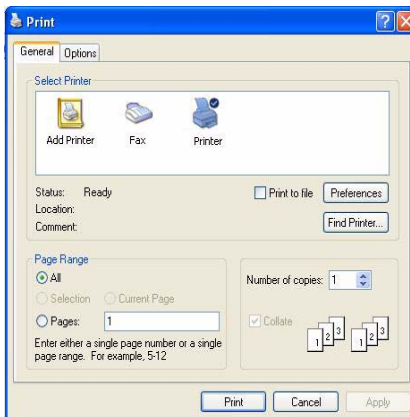 Print
General Options
Select Printer
Add Printer Fax Printer
Status: Ready
Location:
Comment:
Print to file Preferences
Find Printer...
Page Range
All
Selection Current Page
Pages: 1
Enter either a single page number or a single
page range. For example, 5-12
Number of copies: 1
Collate
1 2 3 1 2 3
Print Cancel Apply